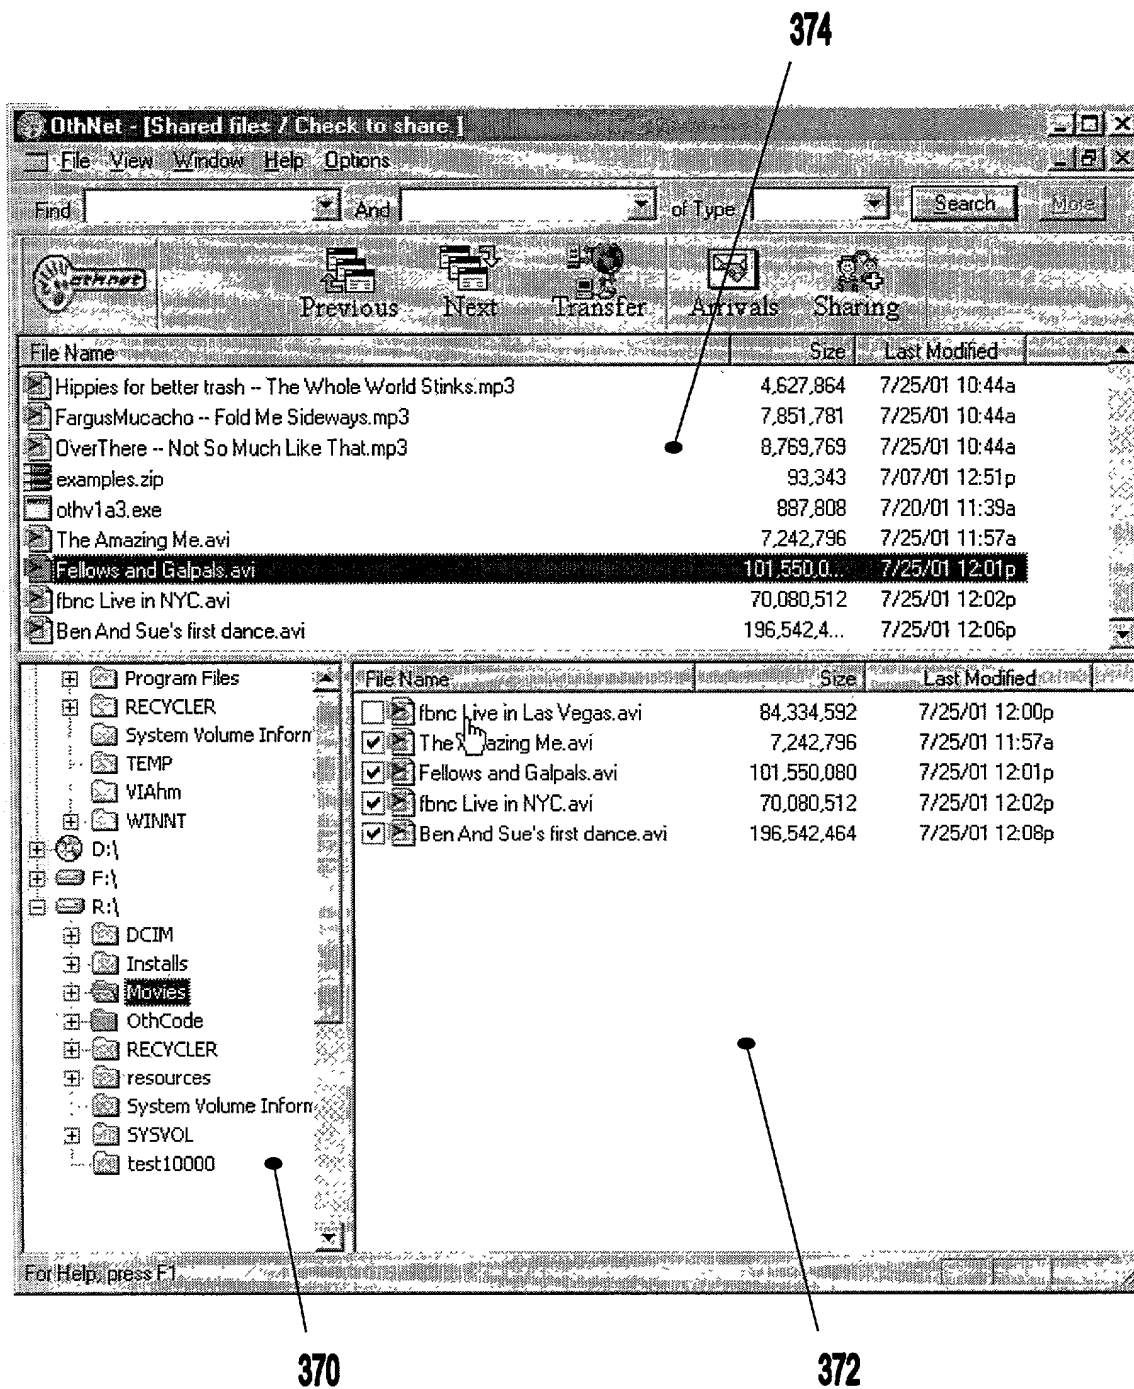 374
OthNet - [Shared files / Check to share ]
File View Window Help Options
Find And of Type Search More
othnet Previous Next Transfer Arrivals Sharing
File Name Size Last Modified
Hippies for better trash -- The Whole World Stinks.mp3 4,627,864 7/25/01 10:44a
FargusMucacho -- Fold Me Sideways.mp3 7,851,781 7/25/01 10:44a
OverThere -- Not So Much Like That.mp3 8,769,769 7/25/01 10:44a
examples.zip 93,343 7/07/01 12:51p
othv1a3.exe 887,808 7/20/01 11:39a
The Amazing Me.avi 7,242,796 7/25/01 11:57a
Fellows and Galpals.avi 101,550,0... 7/25/01 12:01p
fbnc Live in NYC.avi 70,080,512 7/25/01 12:02p
Ben And Sue's first dance.avi 196,542,4... 7/25/01 12:06p
Program Files
RECYCLER
System Volume Inform
TEMP
VIAhm
WINNT
D:\
F:\
R:\
DCIM
Installs
Movies
OthCode
RECYCLER
resources
System Volume Inform
SYSVOL
test10000
File Name Size Last Modified
fbnc Live in Las Vegas.avi 84,334,592 7/25/01 12:00p
The Amazing Me.avi 7,242,796 7/25/01 11:57a
Fellows and Galpals.avi 101,550,080 7/25/01 12:01p
fbnc Live in NYC.avi 70,080,512 7/25/01 12:02p
Ben And Sue's first dance.avi 196,542,464 7/25/01 12:08p
For Help, press F1
370
372